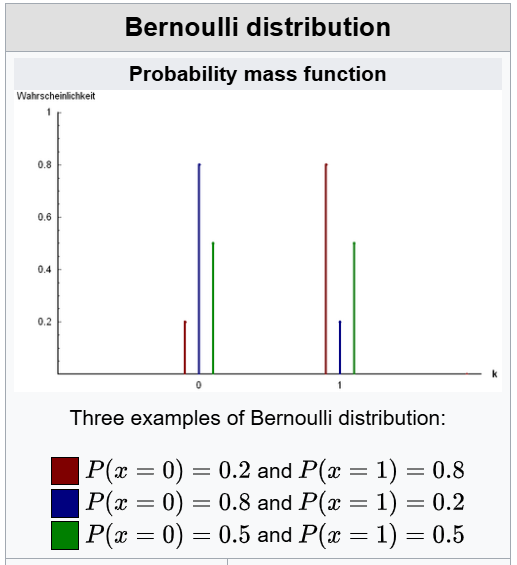 Bernoulli distribution
Probability mass function
Wahrscheinlichkeit
1
0.8
0.6
0.4
0.2
0 1 k
Three examples of Bernoulli distribution:
P(x = 0) = 0.2 and P(x = 1) = 0.8
P(x = 0) = 0.8 and P(x = 1) = 0.2
P(x = 0) = 0.5 and P(x = 1) = 0.5